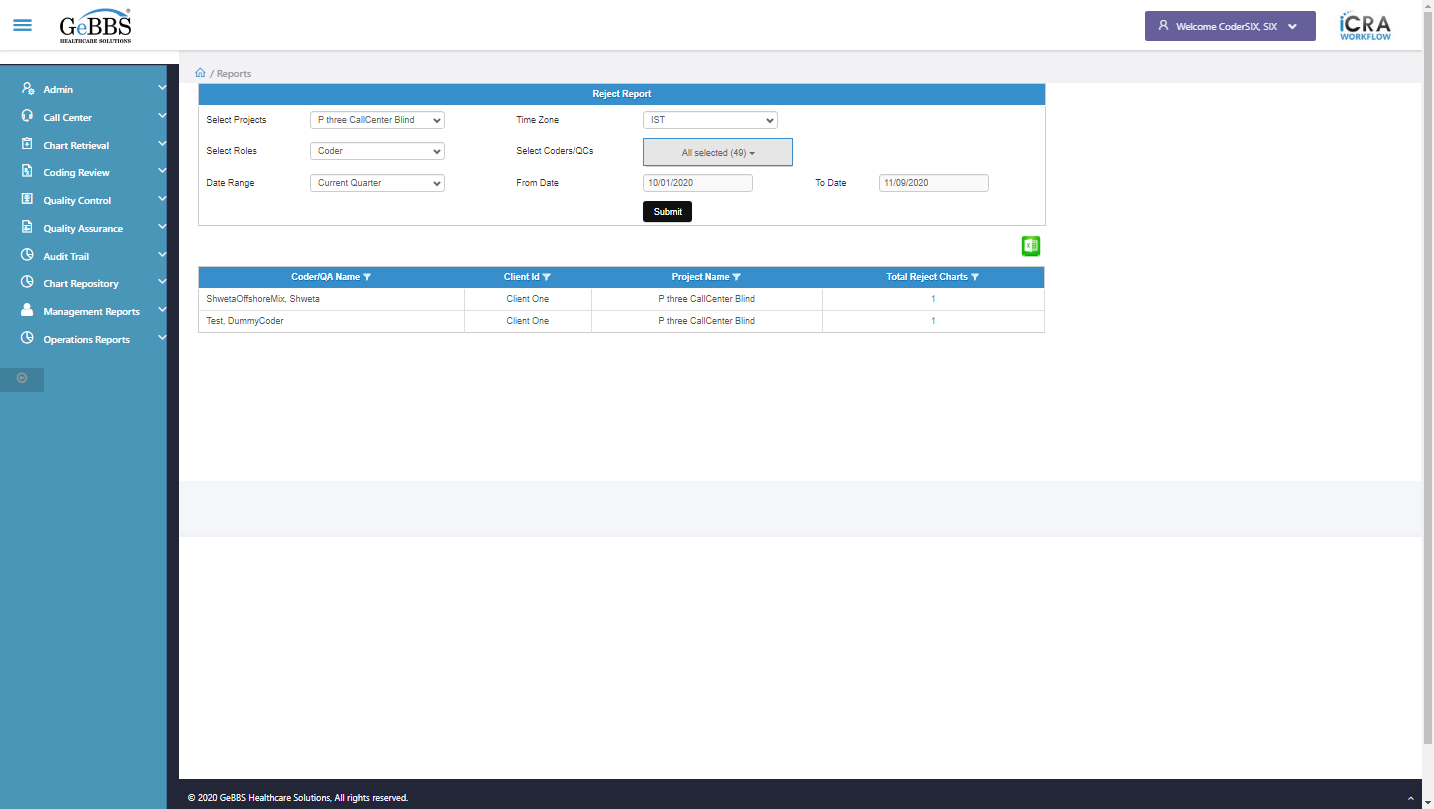 GeBBS®
HEALTHCARE SOLUTIONS
Welcome CoderSIX, SIX
iCRA
WORKFLOW
Admin
Call Center
Chart Retrieval
Coding Review
Quality Control
Quality Assurance
Audit Trail
Chart Repository
Management Reports
Operations Reports
/ Reports
Reject Report
Select Projects P three CallCenter Blind Time Zone IST
Select Roles Coder Select Coders/QCs All selected (49)
Date Range Current Quarter From Date 10/01/2020 To Date 11/09/2020
Submit
Coder/QA Name Client Id Project Name Total Reject Charts
ShwetaOffshoreMix, Shweta Client One P three CallCenter Blind 1
Test, DummyCoder Client One P three CallCenter Blind 1
© 2020 GeBBS Healthcare Solutions, All rights reserved.